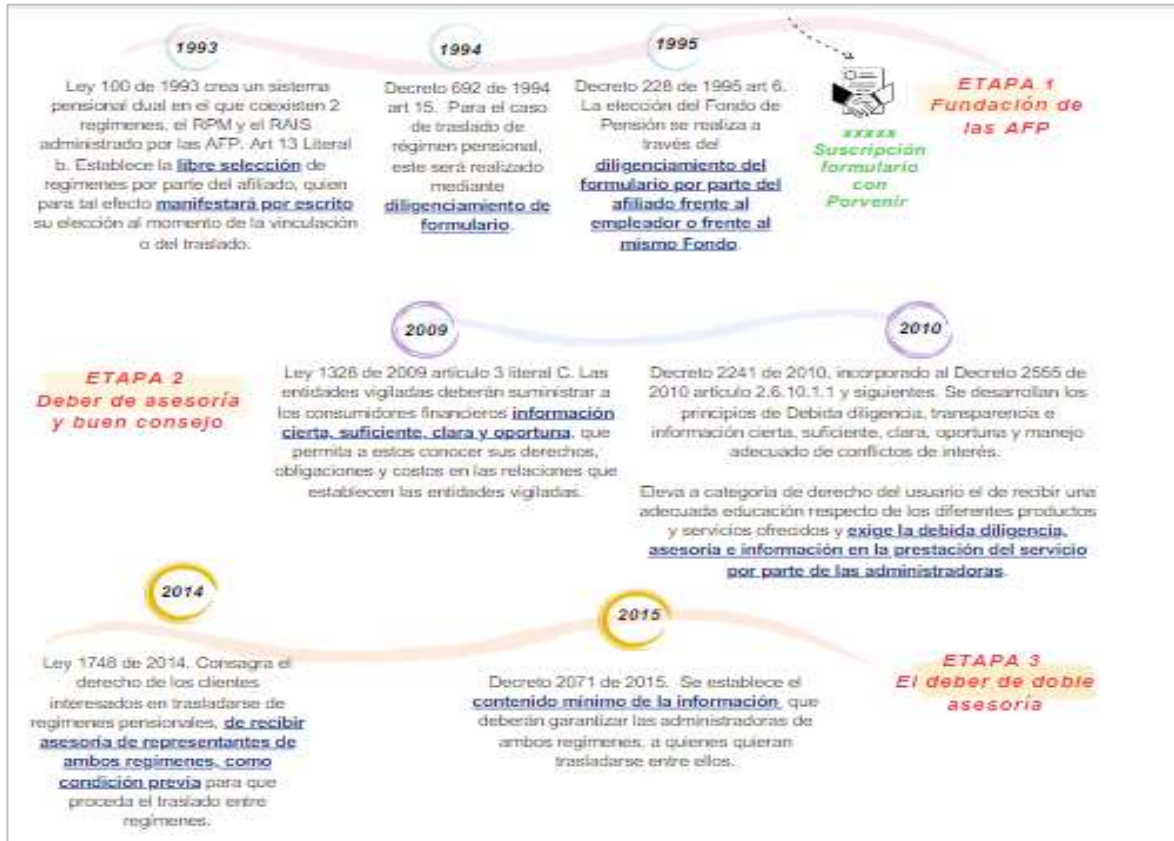 1993
Ley 100 de 1993 crea un sistema
pensional dual en el que coexisten 2
regímenes, el RPM y el RAIS
administrado por las AFP. Art 13 Literal
b. Establece la libre selección de
regímenes por parte del afiliado, quien
para tal efecto manifestará por escrito
su elección al momento de la vinculación
o del traslado.
1994
Decreto 692 de 1994
art 15. Para el caso
de traslado de
régimen pensional,
este será realizado
mediante
diligenciamiento de
formulario.
1995
Decreto 228 de 1995 art 6.
La elección del Fondo de
Pensión se realiza a
través del
diligenciamiento del
formulario por parte del
afiliado frente al
empleador o frente al
mismo Fondo.
xxxxx
Suscripción
formulario
con
Porvenir
ETAPA 1
Fundación de
las AFP
ETAPA 2
Deber de asesoría
y buen consejo
2009
Ley 1328 de 2009 artículo 3 literal C. Las
entidades vigiladas deberán suministrar a
los consumidores financieros información
cierta, suficiente, clara y oportuna, que
permita a estos conocer sus derechos,
obligaciones y costos en las relaciones que
establecen las entidades vigiladas.
2010
Decreto 2241 de 2010, incorporado al Decreto 2555 de
2010 artículo 2.6.10.1.1 y siguientes. Se desarrollan los
principios de Debida diligencia, transparencia e
información cierta, suficiente, clara, oportuna y manejo
adecuado de conflictos de interés.
Eleva a categoría de derecho del usuario el de recibir una
adecuada educación respecto de los diferentes productos
y servicios ofrecidos y exige la debida diligencia,
asesoría e información en la prestación del servicio
por parte de las administradoras.
2014
Ley 1748 de 2014. Consagra el
derecho de los clientes
interesados en trasladarse de
regímenes pensionales, de recibir
asesoría de representantes de
ambos regímenes, como
condición previa para que
proceda el traslado entre
regímenes.
2015
Decreto 2071 de 2015. Se establece el
contenido mínimo de la información, que
deberán garantizar las administradoras de
ambos regímenes, a quienes quieran
trasladarse entre ellos.
ETAPA 3
El deber de doble
asesoría